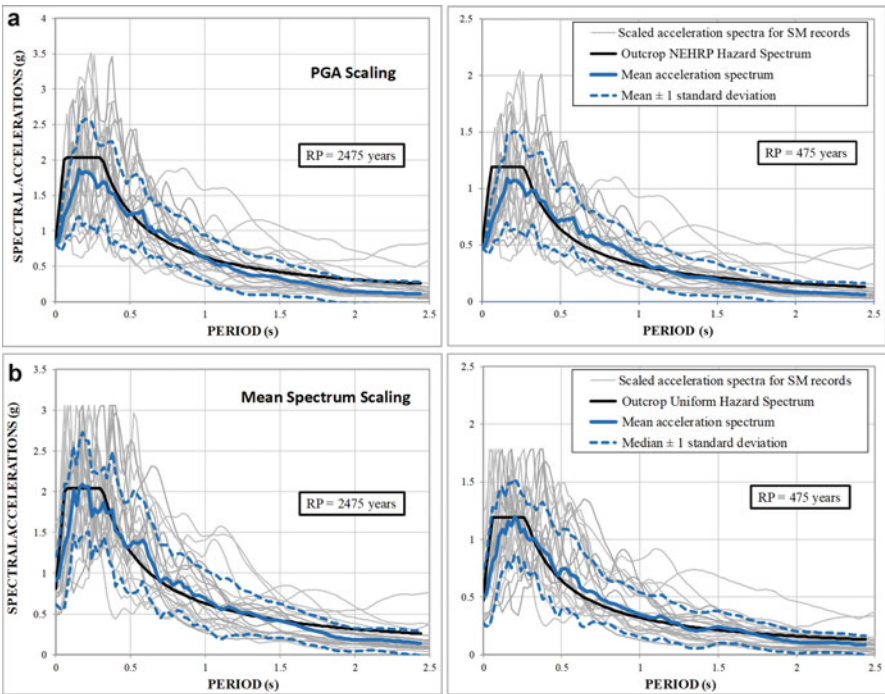 a
4
3.5
3
2.5
2
1.5
1
0.5
0
SPECTRAL ACCELERATIONS (g)
PGA Scaling
RP = 2475 years
0 0.5 1 1.5 2 2.5
PERIOD (s)
2.5
2
1.5
1
0.5
0
Scaled acceleration spectra for SM records
Outcrop NEHRP Hazard Spectrum
Mean acceleration spectrum
Mean ± 1 standard deviation
RP = 475 years
0 0.5 1 1.5 2 2.5
PERIOD (s)
b
3.5
3
2.5
2
1.5
1
0.5
0
SPECTRAL ACCELERATIONS (g)
Mean Spectrum Scaling
RP = 2475 years
0 0.5 1 1.5 2 2.5
PERIOD (s)
2.5
2
1.5
1
0.5
0
Scaled acceleration spectra for SM records
Outcrop Uniform Hazard Spectrum
Mean acceleration spectrum
Median ± 1 standard deviation
RP = 475 years
0 0.5 1 1.5 2 2.5
PERIOD (s)